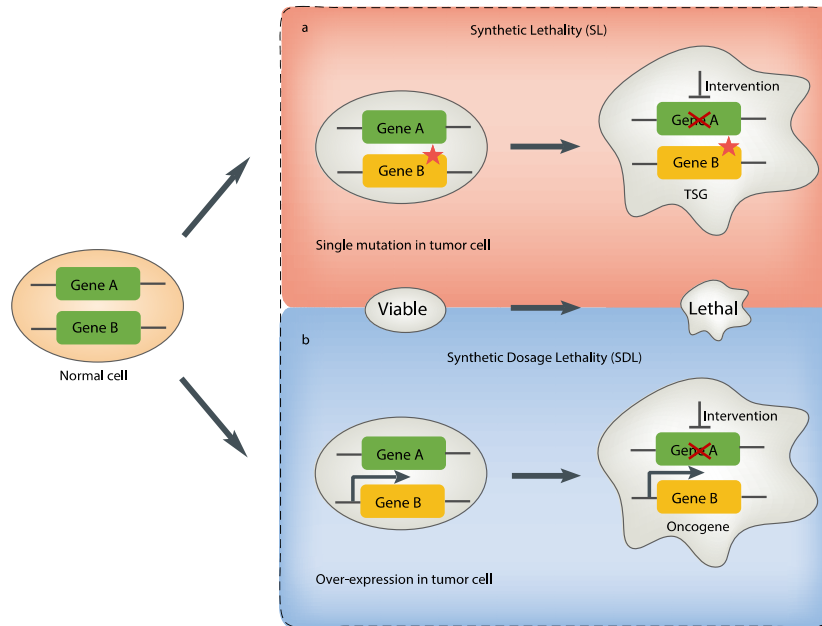 a
Synthetic Lethality (SL)
Intervention
Gene A
Gene A
Gene B
Gene B
TSG
Single mutation in tumor cell
Gene A
Gene B
Normal cell
Viable
Lethal
b
Synthetic Dosage Lethality (SDL)
Intervention
Gene A
Gene A
Gene B
Gene B
Oncogene
Over-expression in tumor cell